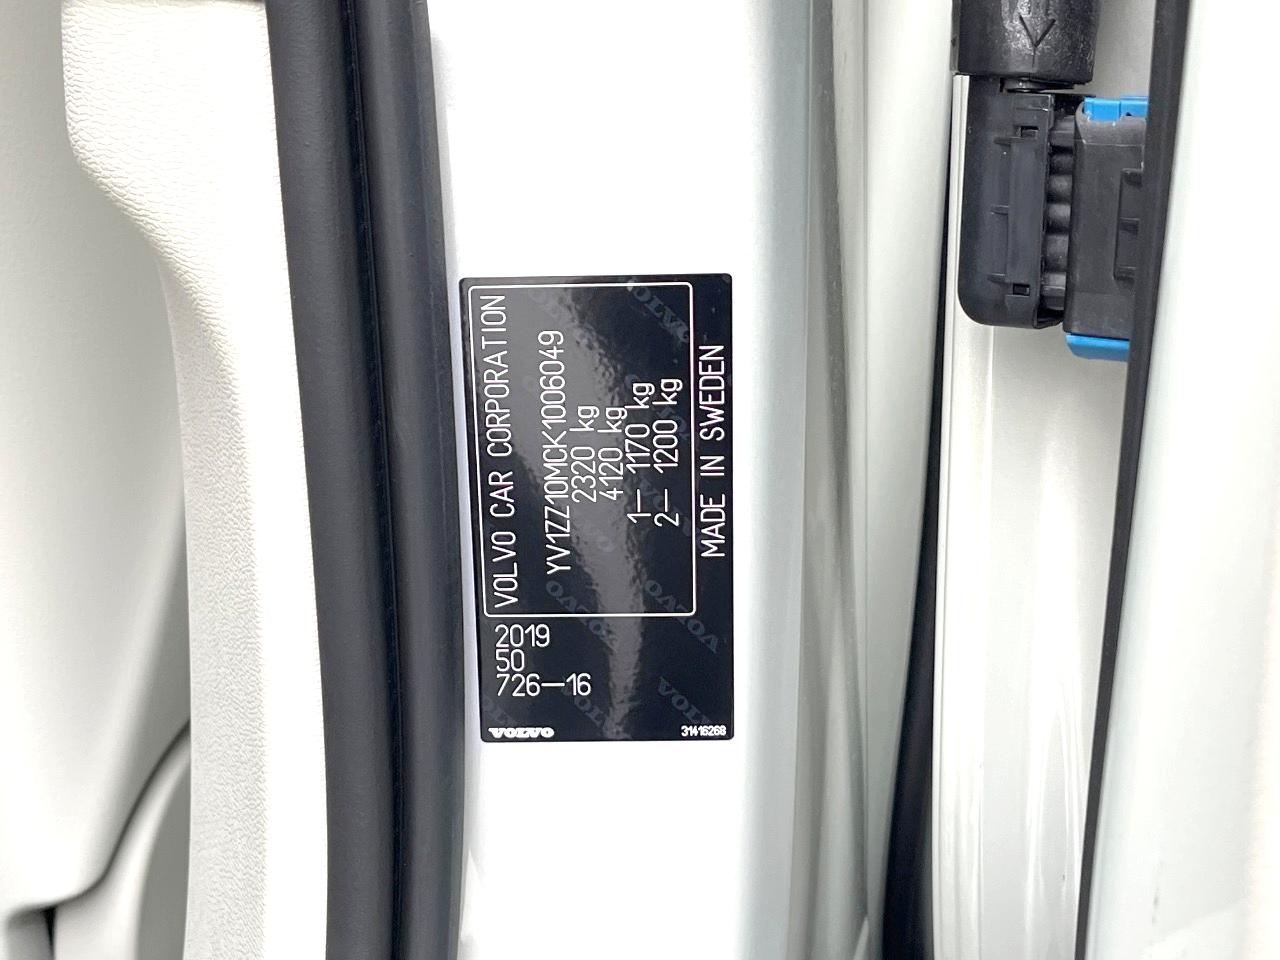 VOLVO CAR CORPORATION
YV1ZZ10MCK1006049
2320 kg
4120 kg
1— 1170 kg
2— 1200 kg
MADE IN SWEDEN
2019
50
726—16
VOLVO
31416268